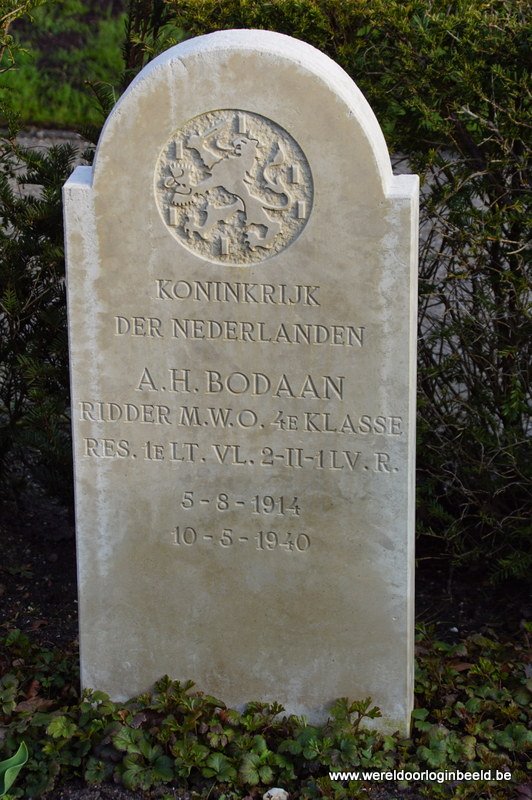 KONINKRIJK
DER NEDERLANDEN
A.H. BODAAN
RIDDER M.W.O. 4E KLASSE
RES. 1E LT. VL. 2-II-1 LV. R.
5-8-1914
10-5-1940
www.wereldoorloginbeeld.be